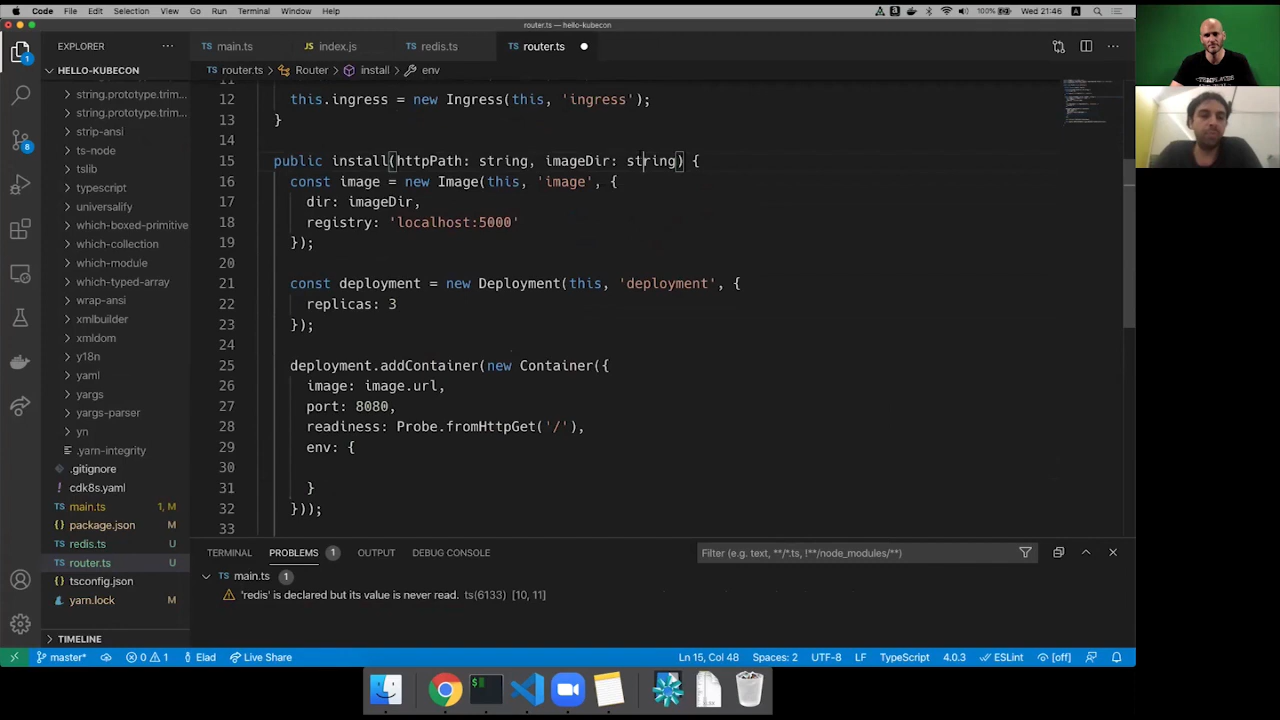 Code File Edit Selection View Go Run Terminal Window Help
100% Wed 21:46 A
router.ts — hello-kubecon
EXPLORER
TS main.ts
JS index.js
TS redis.ts
TS router.ts
HELLO-KUBECON
TS router.ts > Router > install > env
string.prototype.trim...
string.prototype.trim...
strip-ansi
ts-node
tslib
typescript
universalify
which-boxed-primitive
which-collection
which-module
which-typed-array
wrap-ansi
xmlbuilder
xmldom
y18n
yaml
yargs
yargs-parser
yn
.yarn-integrity
.gitignore
cdk8s.yaml
TS main.ts 1, M
package.json M
TS redis.ts U
TS router.ts U
tsconfig.json
yarn.lock M
TIMELINE
1
8
11
12 this.ingress = new Ingress(this, 'ingress');
13 }
14
15 public install(httpPath: string, imageDir: string) {
16 const image = new Image(this, 'image', {
17 dir: imageDir,
18 registry: 'localhost:5000'
19 });
20
21 const deployment = new Deployment(this, 'deployment', {
22 replicas: 3
23 });
24
25 deployment.addContainer(new Container({
26 image: image.url,
27 port: 8080,
28 readiness: Probe.fromHttpGet('/'),
29 env: {
30
31 }
32 }));
33
TERMINAL PROBLEMS 1 OUTPUT DEBUG CONSOLE
Filter (e.g. text, **/*.ts, !**/node_modules/**)
TS main.ts 1
'redis' is declared but its value is never read. ts(6133) [10, 11]
master* 0 1 Elad Live Share
Ln 15, Col 48 Spaces: 2 UTF-8 LF TypeScript 4.0.3 ESLint [off]